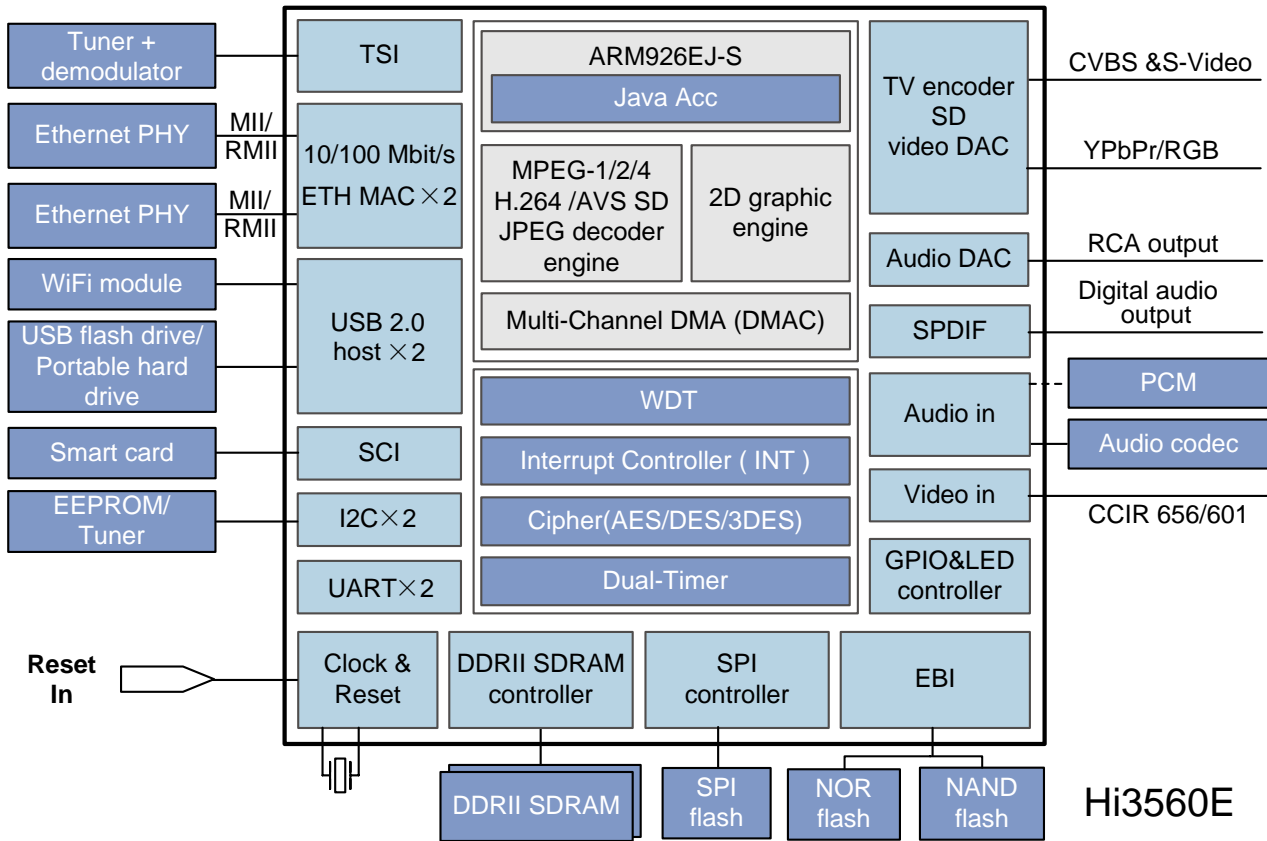 Tuner +
demodulator
Ethernet PHY
MII/
RMII
Ethernet PHY
MII/
RMII
WiFi module
USB flash drive/
Portable hard
drive
Smart card
EEPROM/
Tuner
Reset
In
TSI
10/100 Mbit/s
ETH MAC×2
USB 2.0
host ×2
SCI
I2C×2
UART×2
ARM926EJ-S
Java Acc
MPEG-1/2/4
H.264 /AVS SD
JPEG decoder
engine
2D graphic
engine
Multi-Channel DMA (DMAC)
WDT
Interrupt Controller ( INT )
Cipher(AES/DES/3DES)
Dual-Timer
TV encoder
SD
video DAC
Audio DAC
SPDIF
Audio in
Video in
GPIO&LED
controller
CVBS &S-Video
YPbPr/RGB
RCA output
Digital audio
output
PCM
Audio codec
CCIR 656/601
Clock &
Reset
DDRII SDRAM
controller
SPI
controller
EBI
DDRII SDRAM
SPI
flash
NOR
flash
NAND
flash
Hi3560E